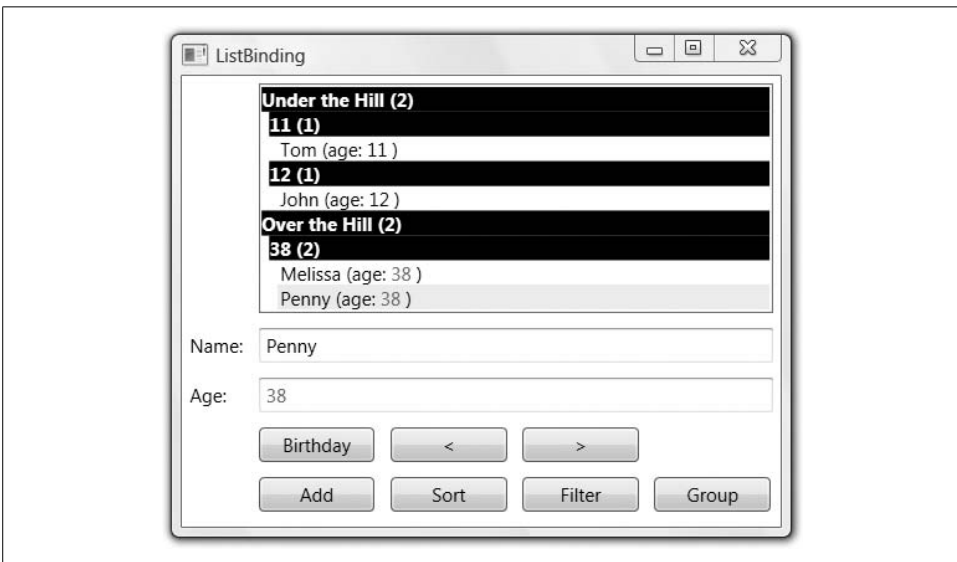 ListBinding
Under the Hill (2)
11 (1)
Tom (age: 11 )
12 (1)
John (age: 12 )
Over the Hill (2)
38 (2)
Melissa (age: 38 )
Penny (age: 38 )
Name: Penny
Age: 38
Birthday < >
Add Sort Filter Group